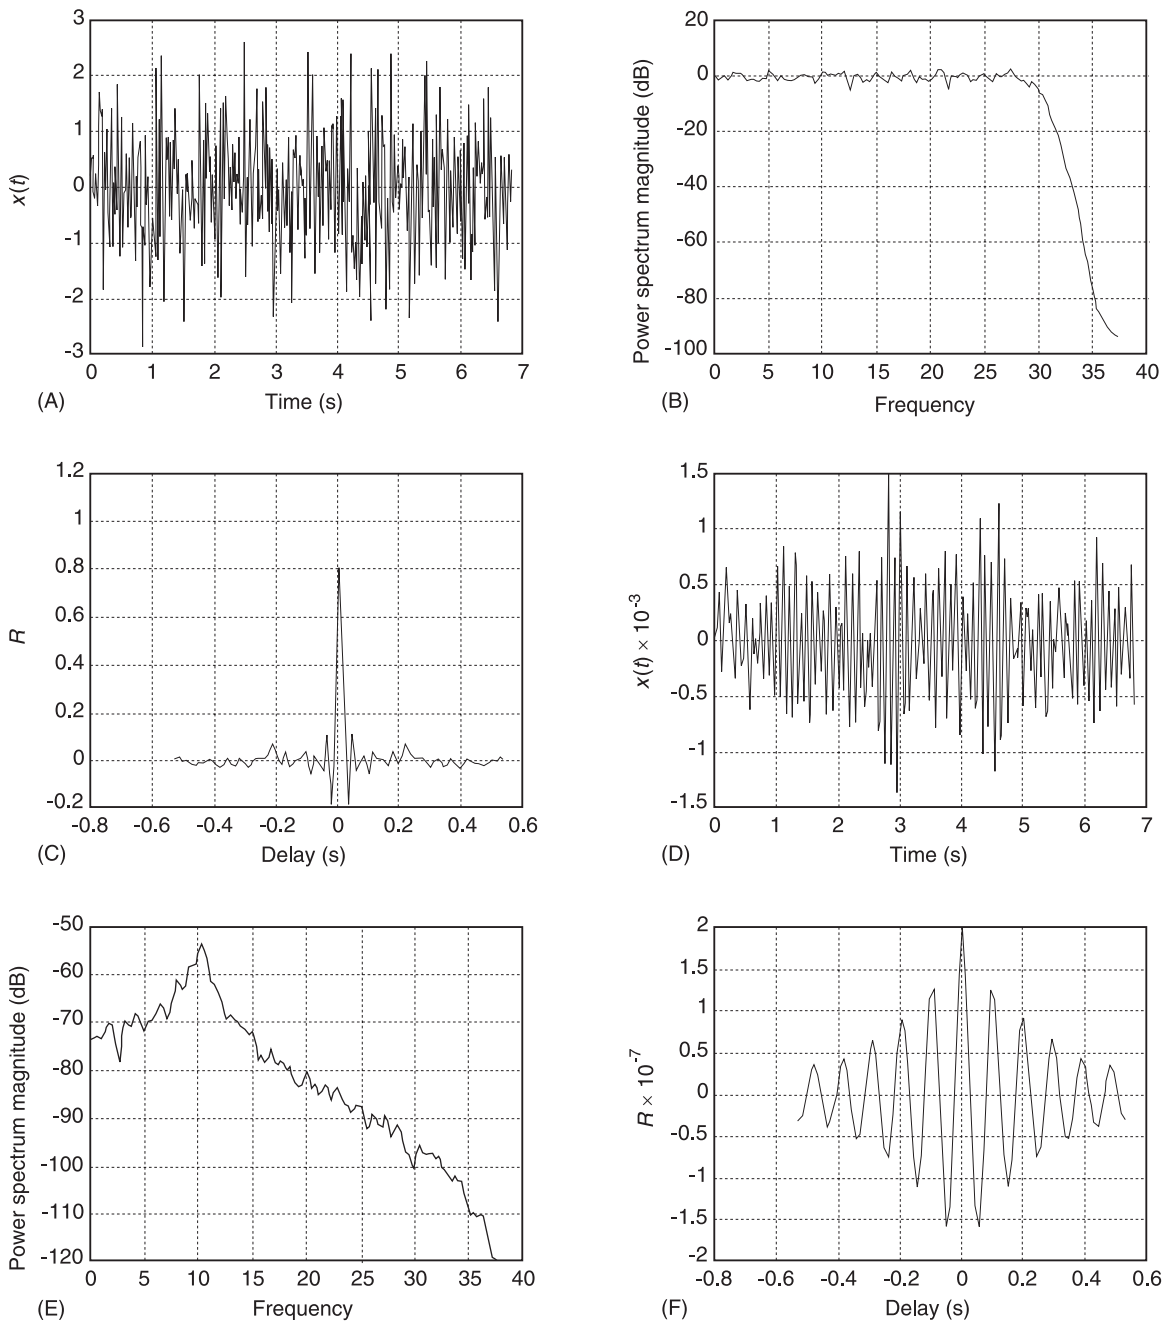 3
2
1
0
-1
-2
-3
x(t)
0 1 2 3 4 5 6 7
Time (s)
(A)
20
0
-20
-40
-60
-80
-100
Power spectrum magnitude (dB)
0 5 10 15 20 25 30 35 40
Frequency
(B)
1.2
1
0.8
0.6
0.4
0.2
0
-0.2
R
-0.8 -0.6 -0.4 -0.2 0 0.2 0.4 0.6
Delay (s)
(C)
1.5
1
0.5
0
-0.5
-1
-1.5
x(t) × 10⁻³
0 1 2 3 4 5 6 7
Time (s)
(D)
-50
-60
-70
-80
-90
-100
-110
-120
Power spectrum magnitude (dB)
0 5 10 15 20 25 30 35 40
Frequency
(E)
2
1.5
1
0.5
0
-0.5
-1
-1.5
-2
R × 10⁻⁷
-0.8 -0.6 -0.4 -0.2 0 0.2 0.4 0.6
Delay (s)
(F)